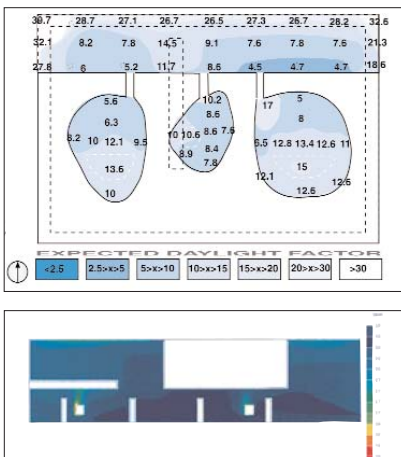 30.7 28.7 27.1 26.7 26.5 27.3 26.7 28.2 32.6
32.1 8.2 7.8 14.5 9.1 7.6 7.8 7.6 21.3
27.8 6 5.2 11.7 8.6 4.5 4.7 4.7 18.6
5.6 10.2 17 5
6.3 8.6 8
8.2 10 12.1 9.5 10 10.6 8.6 7.6 12.8 13.4 12.6 11
13.6 8.9 8.4 15
10 7.8 12.1 12.6
EXPECTED DAYLIGHT FACTOR
<2.5 2.5>x>5 5>x>10 10>x>15 15>x>20 20>x>30 >30